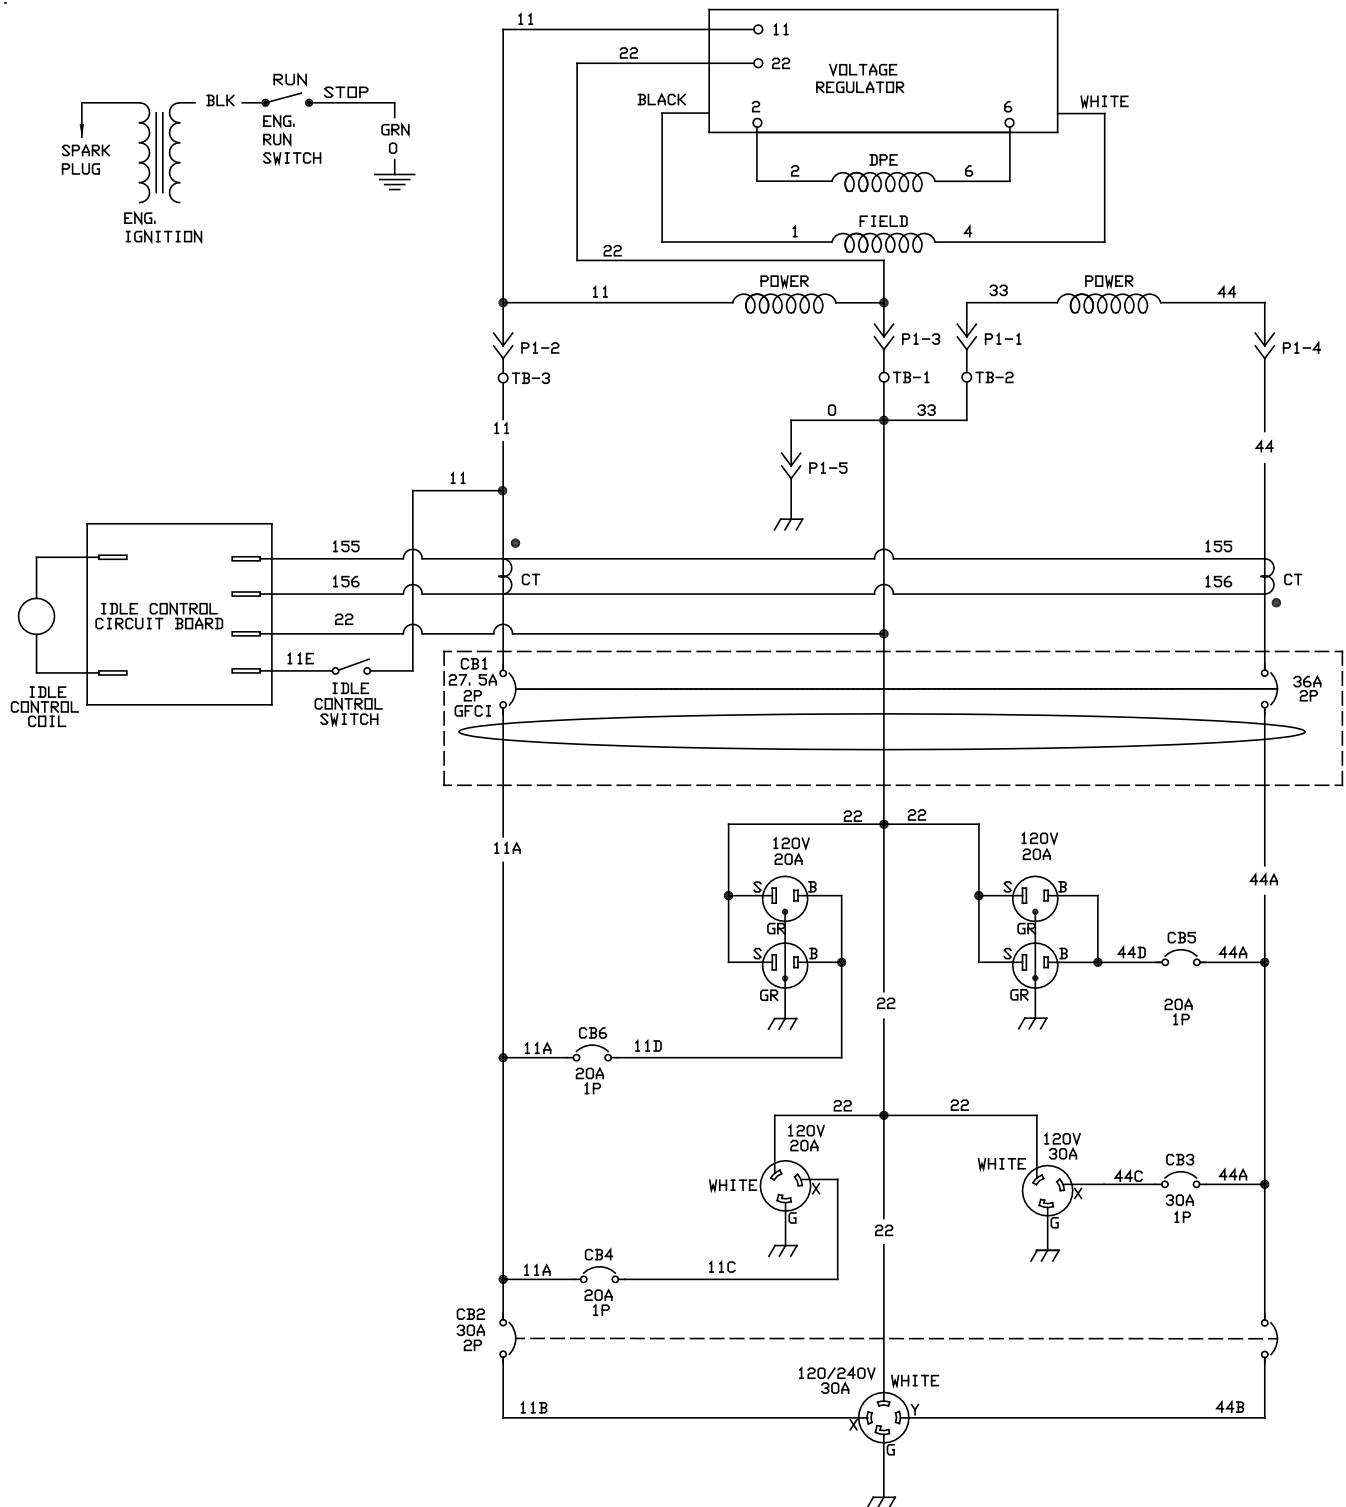 11
11
22
22
VOLTAGE
REGULATOR
2
6
BLACK
WHITE
RUN
BLK
STOP
ENG.
RUN
SWITCH
GRN
0
SPARK
PLUG
ENG.
IGNITION
DPE
2
6
FIELD
1
4
22
POWER
11
33
POWER
44
P1-2
P1-3
P1-1
P1-4
TB-3
TB-1
TB-2
0
33
11
44
P1-5
11
155
155
CT
CT
156
156
IDLE CONTROL
CIRCUIT BOARD
22
11E
IDLE
CONTROL
COIL
IDLE
CONTROL
SWITCH
CB1
27.5A
2P
GFCI
36A
2P
22
22
11A
120V
20A
120V
20A
44A
S
B
GR
S
B
GR
S
B
GR
S
B
GR
44D
CB5
44A
20A
1P
22
11A
CB6
11D
20A
1P
22
22
120V
20A
WHITE
X
G
120V
30A
WHITE
X
G
44C
CB3
44A
30A
1P
22
11A
CB4
11C
20A
1P
CB2
30A
2P
120/240V
30A
WHITE
11B
X
Y
44B
G